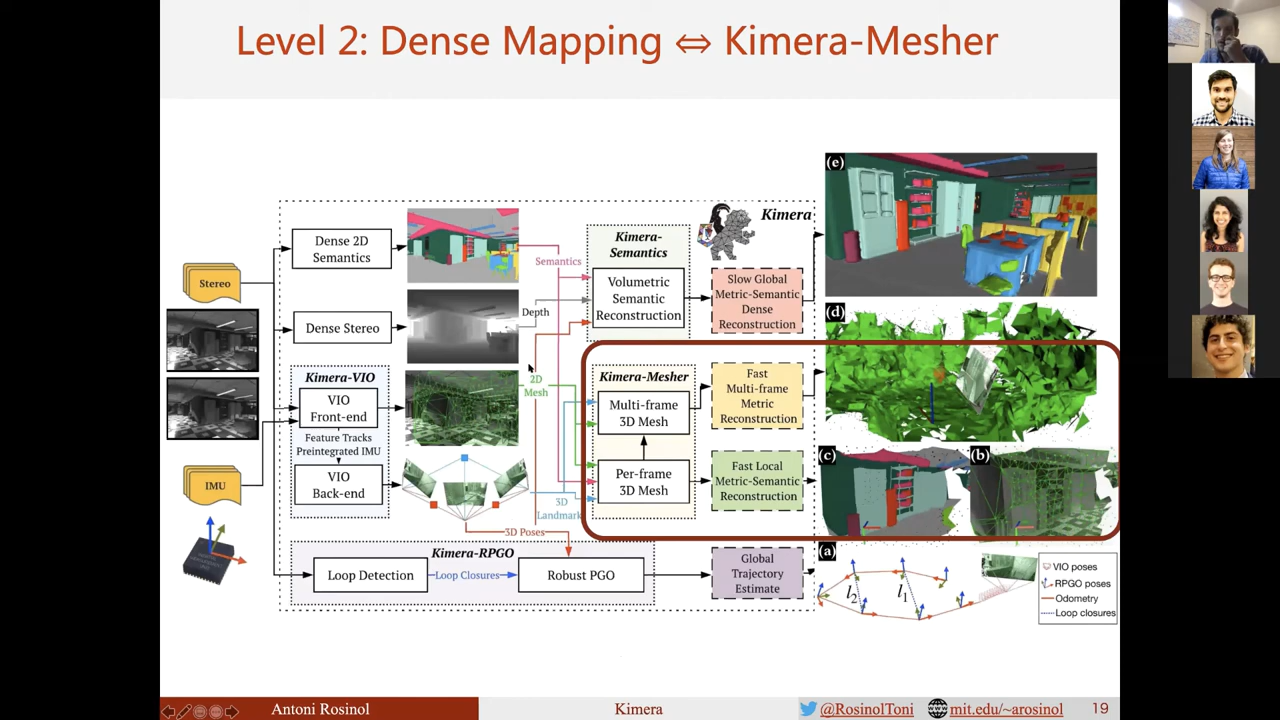 Level 2: Dense Mapping ⇔ Kimera-Mesher
(e)
Kimera
Dense 2D
Semantics
Kimera-
Semantics
Semantics
Stereo
Volumetric
Semantic
Reconstruction
Slow Global
Metric-Semantic
Dense
Reconstruction
Depth
Dense Stereo
(d)
Kimera-VIO
VIO
Front-end
2D
Mesh
Kimera-Mesher
Multi-frame
3D Mesh
Fast
Multi-frame
Metric
Reconstruction
Feature Tracks
Preintegrated IMU
(c)
(b)
VIO
Back-end
Per-frame
3D Mesh
Fast Local
Metric-Semantic
Reconstruction
IMU
3D
Landmark
3D Poses
Kimera-RPGO
(a)
Loop Detection
Loop Closures
Robust PGO
Global
Trajectory
Estimate
l2
l1
VIO poses
RPGO poses
Odometry
Loop closures
Antoni Rosinol
Kimera
@RosinolToni
mit.edu/~arosinol
19